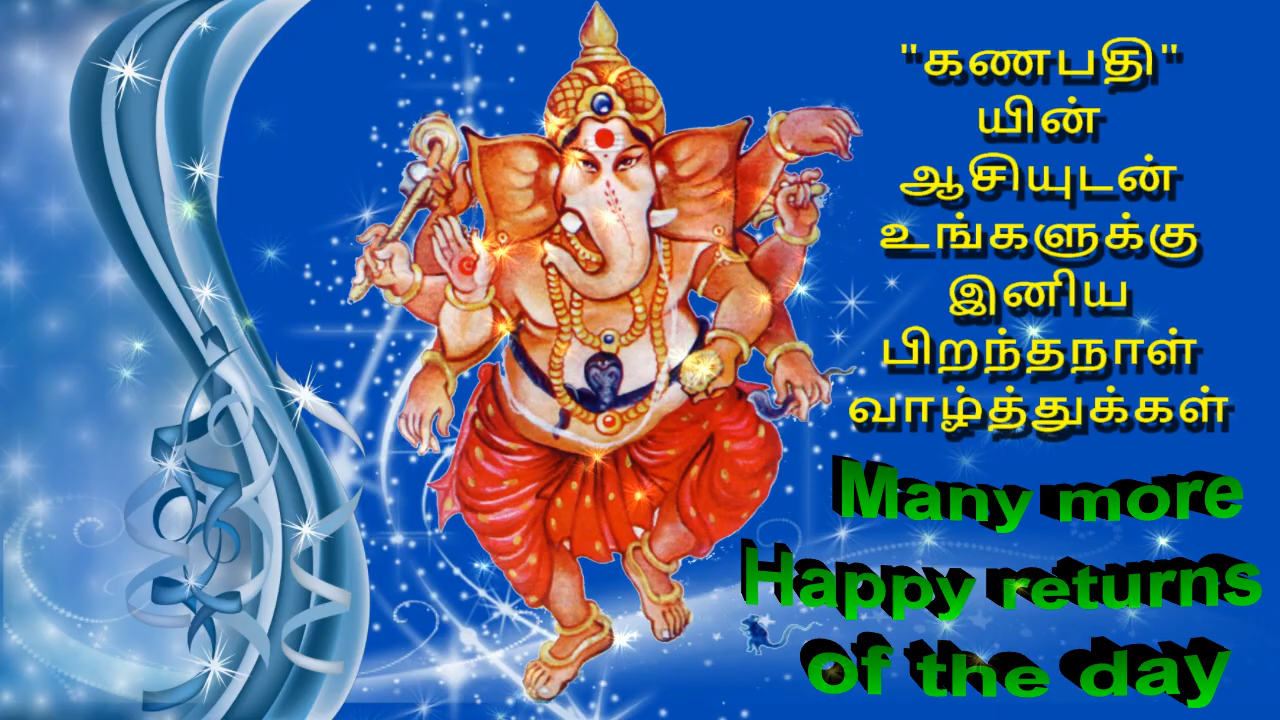 "கணபதி"
யின்
ஆசியுடன்
உங்களுக்கு
இனிய
பிறந்தநாள்
வாழ்த்துக்கள்
Many more
Happy returns
of the day